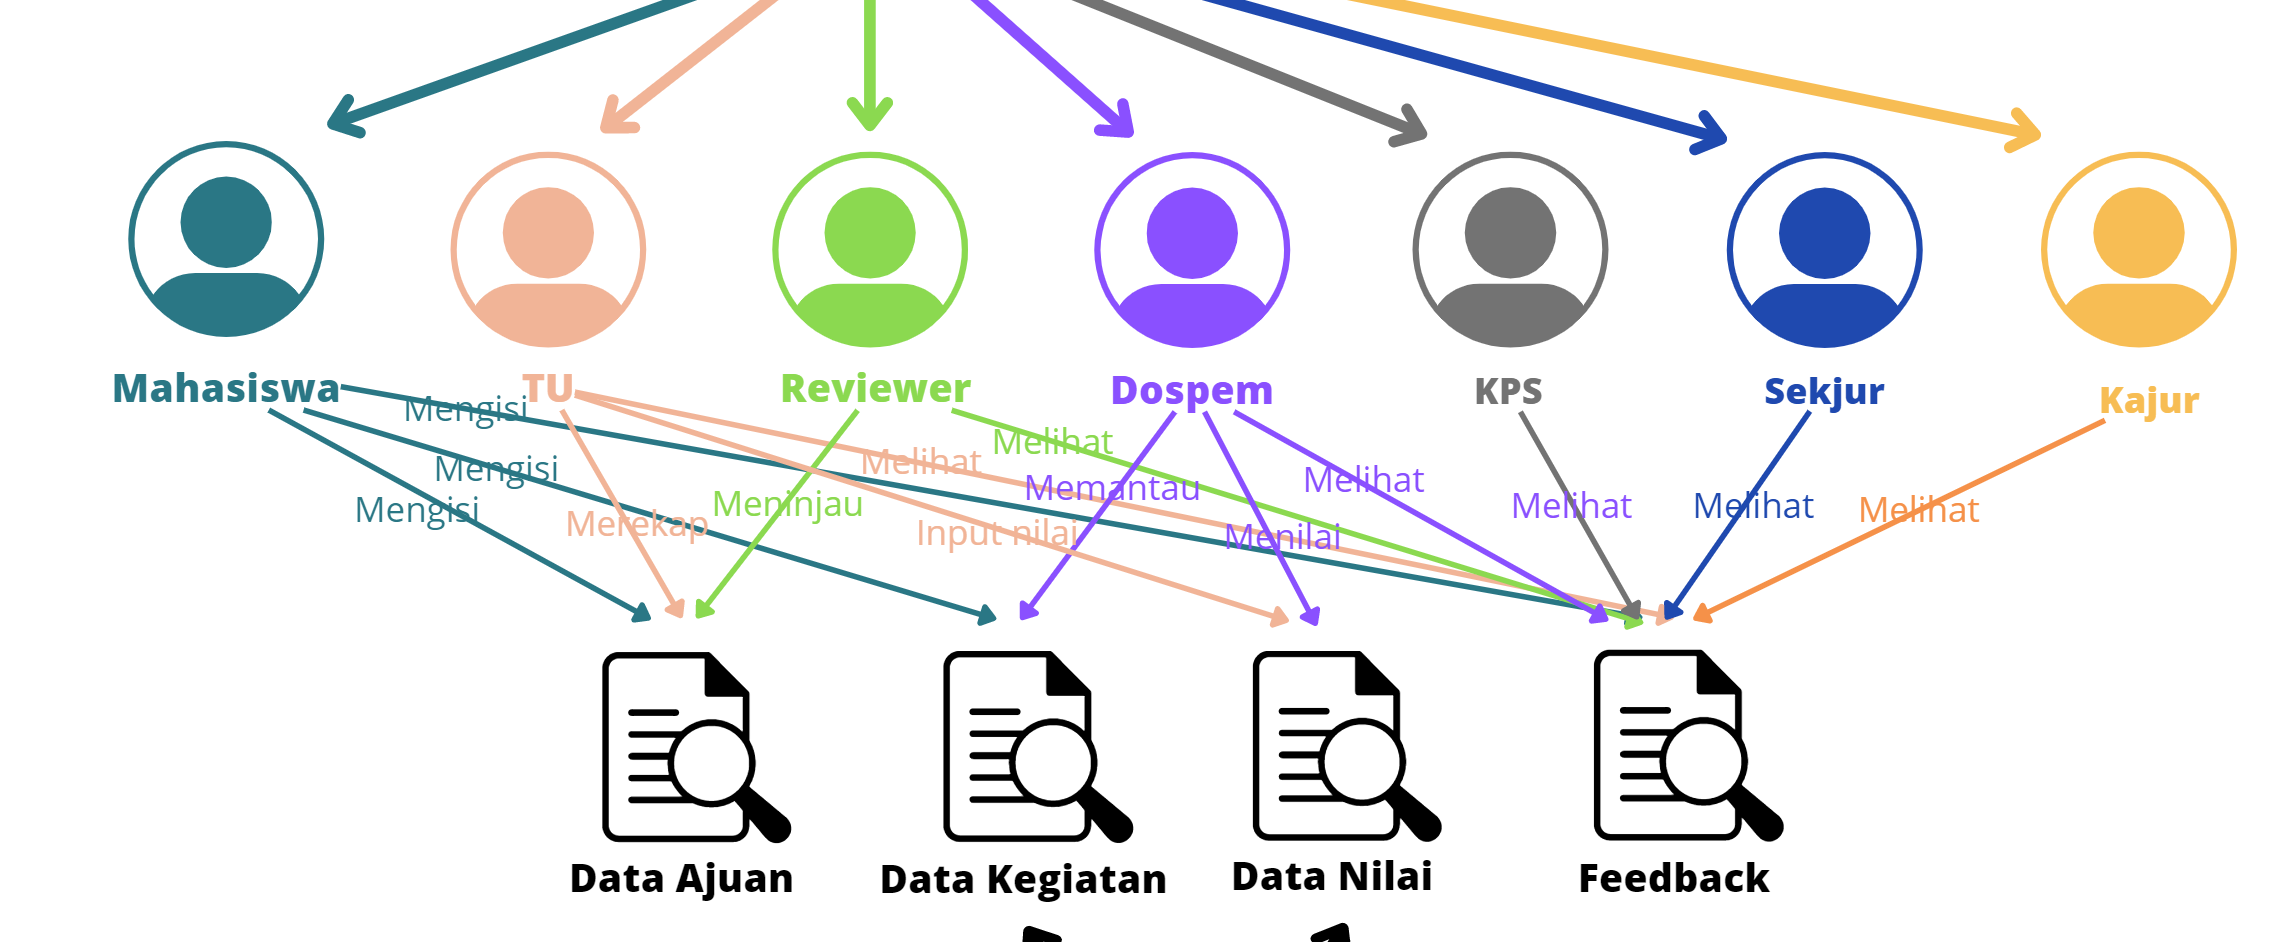 Mahasiswa
TU
Reviewer
Dospem
KPS
Sekjur
Kajur
Mengisi
Mengisi
Mengisi
Merekap
Meninjau
Melihat
Input nilai
Melihat
Memantau
Menilai
Melihat
Melihat
Melihat
Melihat
Data Ajuan
Data Kegiatan
Data Nilai
Feedback